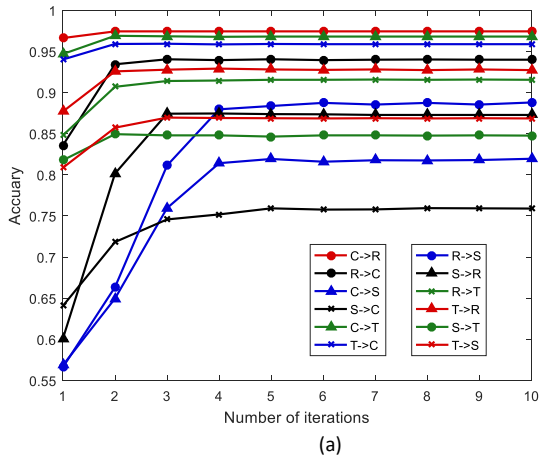 1
0.95
0.9
0.85
0.8
0.75
0.7
0.65
0.6
0.55
Accuary
1 2 3 4 5 6 7 8 9 10
Number of iterations
C->R
R->C
C->S
S->C
C->T
T->C
R->S
S->R
R->T
T->R
S->T
T->S
(a)